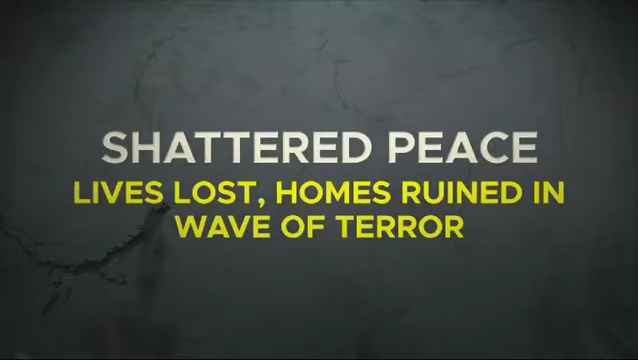 SHATTERED PEACE
LIVES LOST, HOMES RUINED IN
WAVE OF TERROR